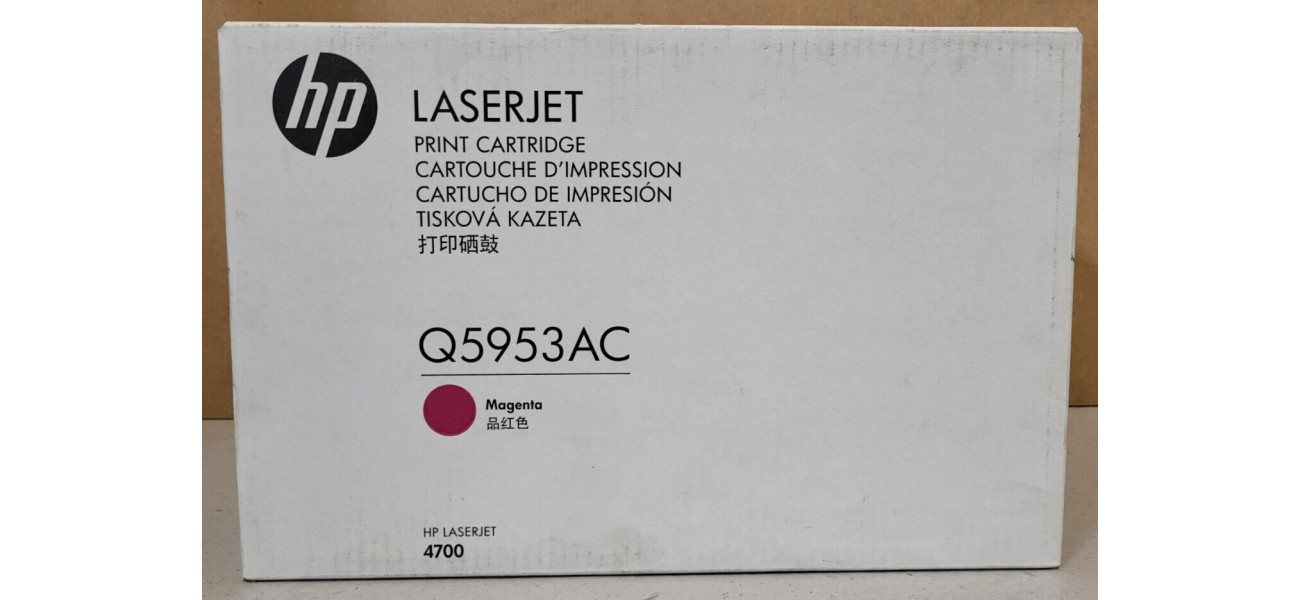 hp
LASERJET
PRINT CARTRIDGE
CARTOUCHE D'IMPRESSION
CARTUCHO DE IMPRESIÓN
TISKOVÁ KAZETA
打印硒鼓
Q5953AC
Magenta
品红色
HP LASERJET
4700